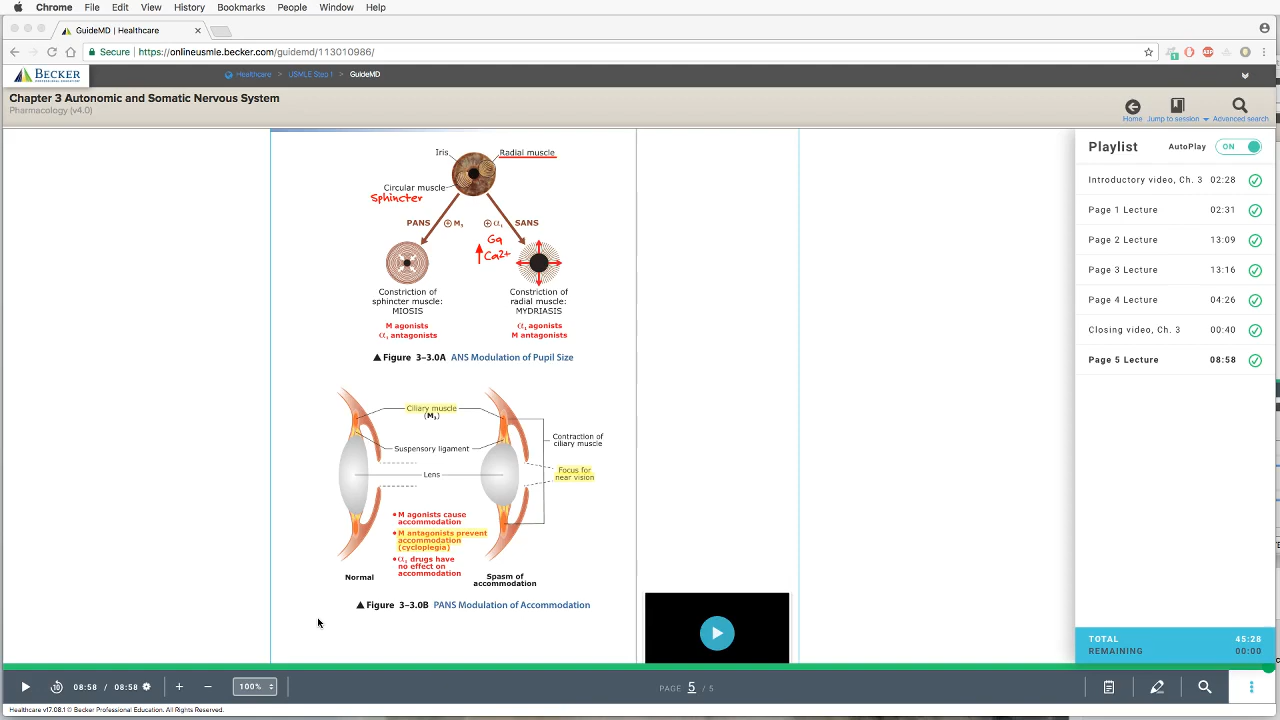 Chrome File Edit View History Bookmarks People Window Help
GuideMD | Healthcare
Secure https://onlineusmle.becker.com/guidemd/113010986/
BECKER
PROFESSIONAL EDUCATION
Healthcare > USMLE Step 1 > GuideMD
Chapter 3 Autonomic and Somatic Nervous System
Pharmacology (v4.0)
Home Jump to session Advanced search
Iris Radial muscle
Circular muscle
Sphincter
PANS ⊕ M₃ ⊕ α₁ SANS
Gq
↑ Ca2+
Constriction of
sphincter muscle:
MIOSIS
M agonists
α₁ antagonists
Constriction of
radial muscle:
MYDRIASIS
α₁ agonists
M antagonists
▲ Figure 3-3.0A ANS Modulation of Pupil Size
Ciliary muscle
(M₃)
Suspensory ligament
Lens
Contraction of
ciliary muscle
Focus for
near vision
• M agonists cause
accommodation
• M antagonists prevent
accommodation
(cycloplegia)
• α₁ drugs have
no effect on
accommodation
Normal
Spasm of
accommodation
▲ Figure 3-3.0B PANS Modulation of Accommodation
Playlist AutoPlay ON
Introductory video, Ch. 3 02:28
Page 1 Lecture 02:31
Page 2 Lecture 13:09
Page 3 Lecture 13:16
Page 4 Lecture 04:26
Closing video, Ch. 3 00:40
Page 5 Lecture 08:58
TOTAL 45:28
REMAINING 00:00
10 08:58 / 08:58 + − 100% PAGE 5 / 5
Healthcare v17.08.1 © Becker Professional Education. All Rights Reserved.